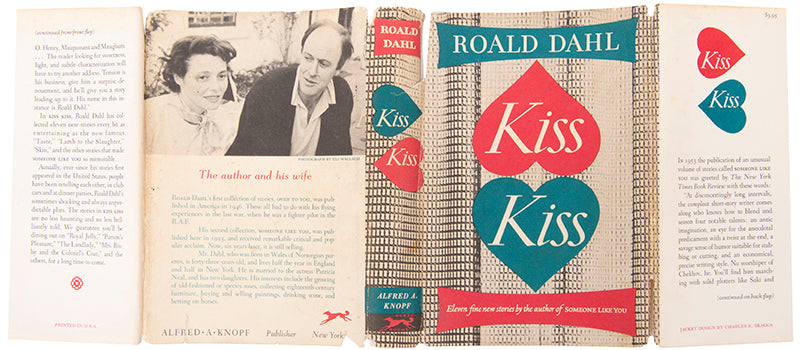 (continued from front flap)
O. Henry, Maupassant and Maugham
. . . The reader looking for sweetness,
light, and subtle characterization will
have to try another address. Tension is
his business, give him a surprise de-
nouement, and he'll give you a story
leading up to it. His name in this in-
stance is Roald Dahl."
In KISS KISS, Roald Dahl has col-
lected eleven new stories every bit as
entertaining as the now famous
"Taste," "Lamb to the Slaughter,"
"Skin," and the other stories that made
SOMEONE LIKE YOU so memorable.
Actually, ever since his stories first
appeared in the United States, people
have been retelling each other, in club
cars and at dinner parties, Roald Dahl's
sometimes shocking and always unpre-
dictable plots. The stories in KISS KISS
are no less haunting and no less bril-
liantly told. We guarantee you'll be
dining out on "Royal Jelly," "Parson's
Pleasure," "The Landlady," "Mrs. Bix-
by and the Colonel's Coat," and the
others, for a long time to come.
PRINTED IN U.S.A.
PHOTOGRAPH BY ELI WALLACH
The author and his wife
ROALD DAHL's first collection of stories, OVER TO YOU, was pub-
lished in America in 1946. These all had to do with his flying
experiences in the last war, when he was a fighter pilot in the
R.A.F.
His second collection, SOMEONE LIKE YOU, was published
here in 1953, and received remarkable critical and pop-
ular acclaim. Now, six years later, it is still selling.
Mr. Dahl, who was born in Wales of Norwegian par-
ents, is forty-three years old, and lives half the year in England
and half in New York. He is married to the actress Patricia
Neal, and has two daughters. His interests include the growing
of old-fashioned or species roses, collecting eighteenth-century
furniture, buying and selling paintings, drinking wine, and
betting on horses.
ALFRED·A·KNOPF Publisher New York
ROALD
DAHL
Kiss
Kiss
ALFRED A.
KNOPF
ROALD DAHL
Kiss
Kiss
Eleven fine new stories by the author of SOMEONE LIKE YOU
$3.95
Kiss
Kiss
In 1953 the publication of an unusual
volume of stories called SOMEONE LIKE
YOU was greeted by The New York
Times Book Review with these words:
"At disconcertingly long intervals,
the compleat short-story writer comes
along who knows how to blend and
season four notable talents: an antic
imagination; an eye for the anecdotal
predicament with a twist at the end; a
savage sense of humor suitable for stab-
bing or cutting, and an economical,
precise writing style. No worshiper of
Chekhov, he. You'll find him march-
ing with solid plotters like Saki and
(continued on back flap)
JACKET DESIGN BY CHARLES E. SKAGGS